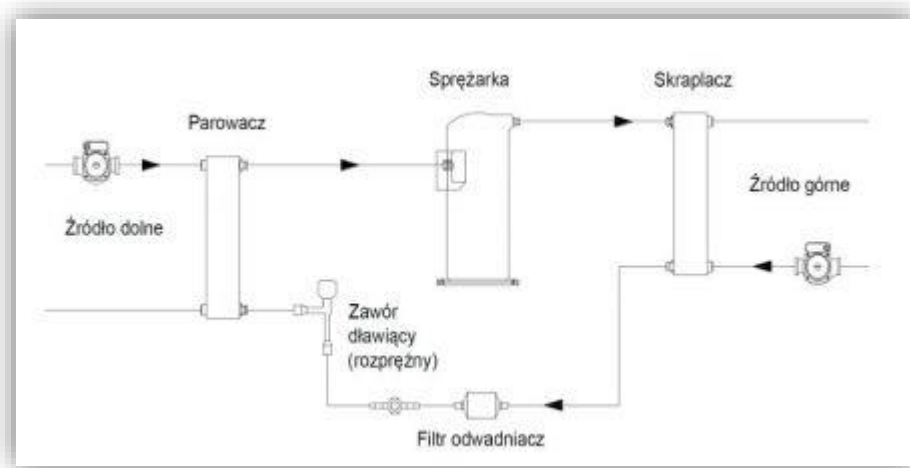 Sprężarka
Skraplacz
Parowacz
Źródło górne
Źródło dolne
Zawór
dławiący
(rozprężny)
Filtr odwadniacz